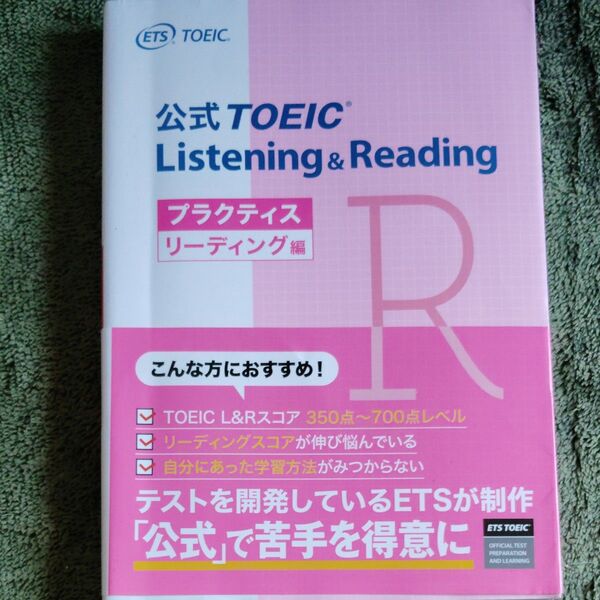 ETS TOEIC®
公式 TOEIC®
Listening & Reading
プラクティス
リーディング編
R
こんな方におすすめ！
TOEIC L&Rスコア 350点〜700点レベル
リーディングスコアが伸び悩んでいる
自分にあった学習方法がみつからない
テストを開発しているETSが制作
「公式」で苦手を得意に
ETS TOEIC®
OFFICIAL TEST
PREPARATION
AND LEARNING